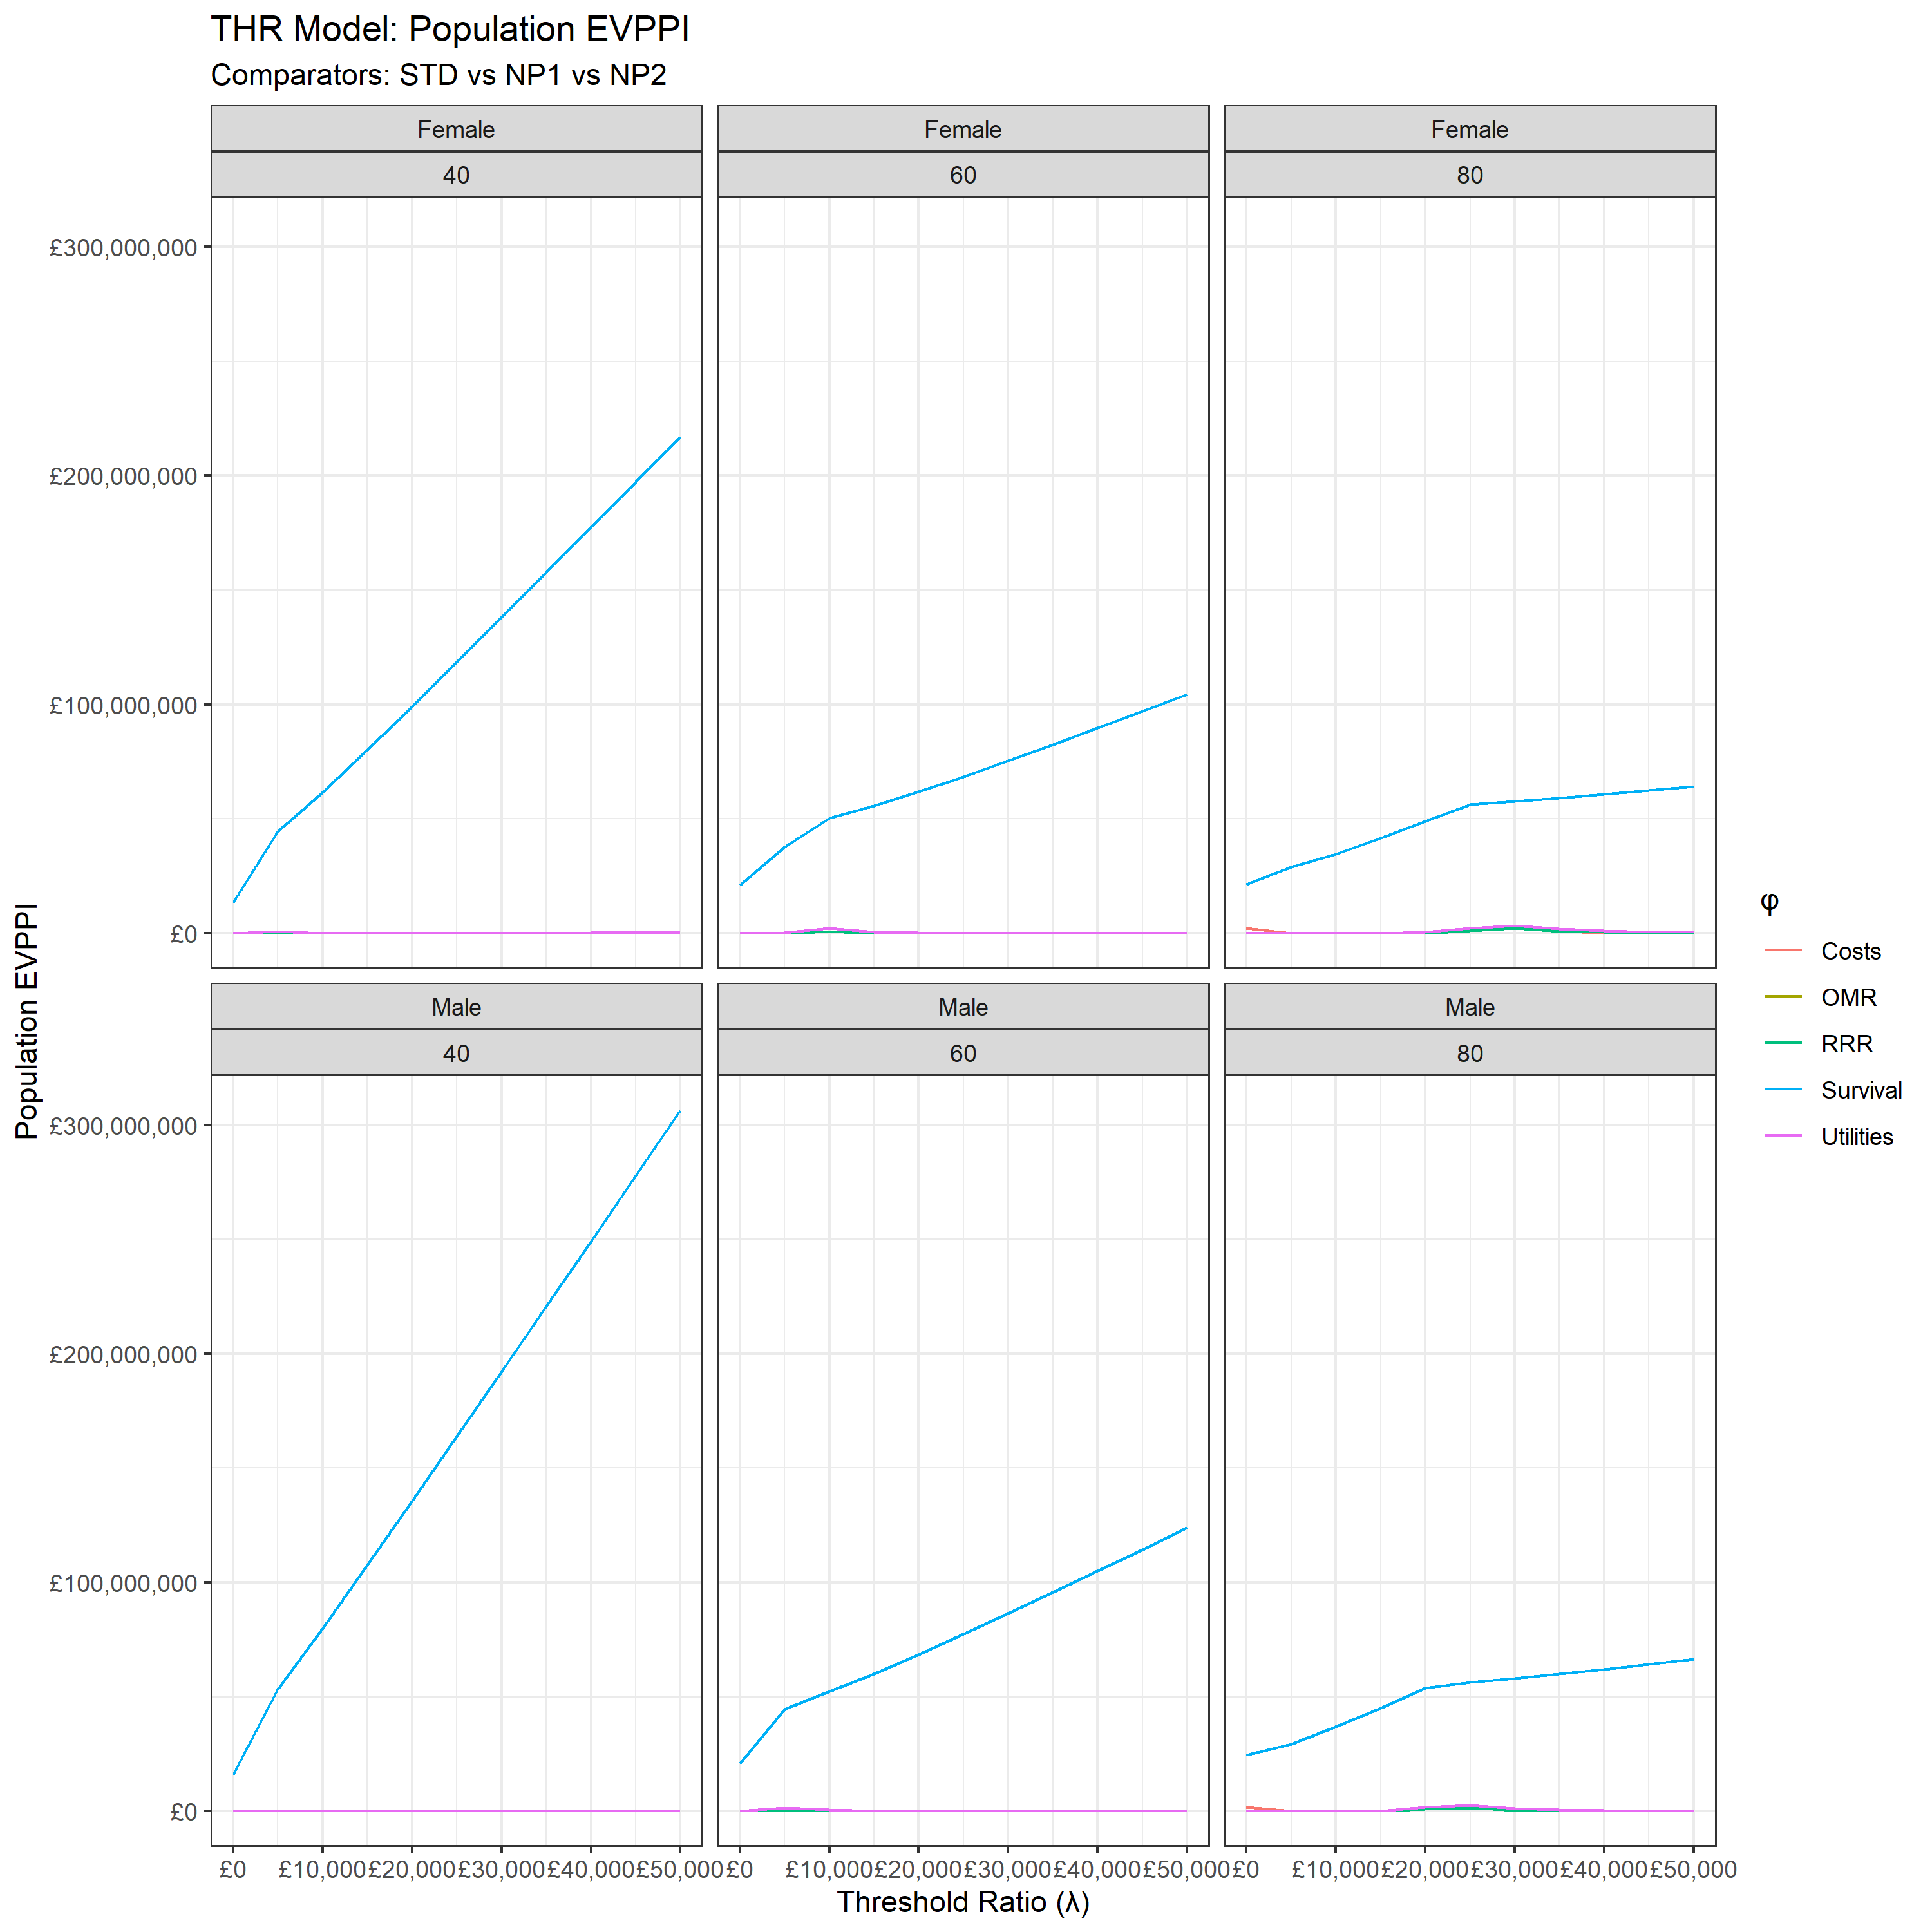 THR Model: Population EVPPI
Comparators: STD vs NP1 vs NP2
Female
Female
Female
40
60
80
£300,000,000
£200,000,000
£100,000,000
£0
Male
Male
Male
40
60
80
£300,000,000
£200,000,000
£100,000,000
£0
£0 £10,000 £20,000 £30,000 £40,000 £50,000
£0 £10,000 £20,000 £30,000 £40,000 £50,000
£0 £10,000 £20,000 £30,000 £40,000 £50,000
Threshold Ratio (λ)
Population EVPPI
φ
Costs
OMR
RRR
Survival
Utilities